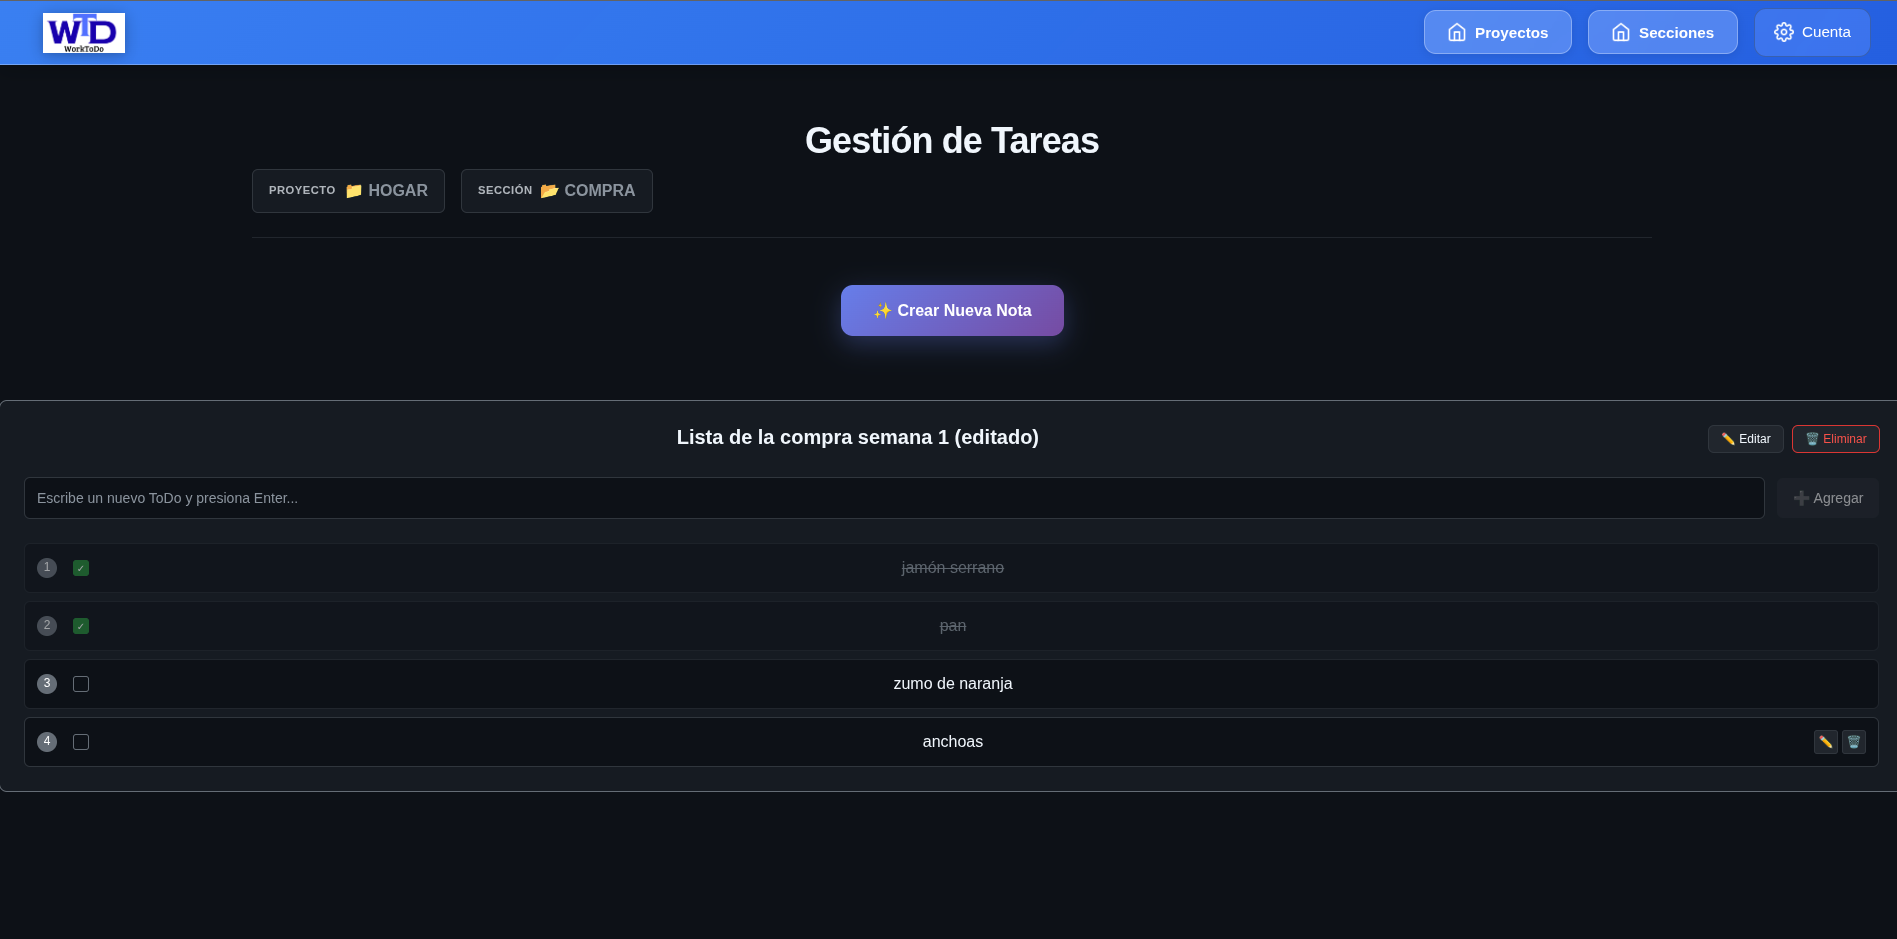 WTD
WorkToDo
Proyectos
Secciones
Cuenta
Gestión de Tareas
PROYECTO 📁 HOGAR
SECCIÓN 📂 COMPRA
✨ Crear Nueva Nota
Lista de la compra semana 1 (editado)
✏️ Editar
🗑️ Eliminar
Escribe un nuevo ToDo y presiona Enter...
➕ Agregar
1 jamón serrano
2 pan
3 zumo de naranja
4 anchoas